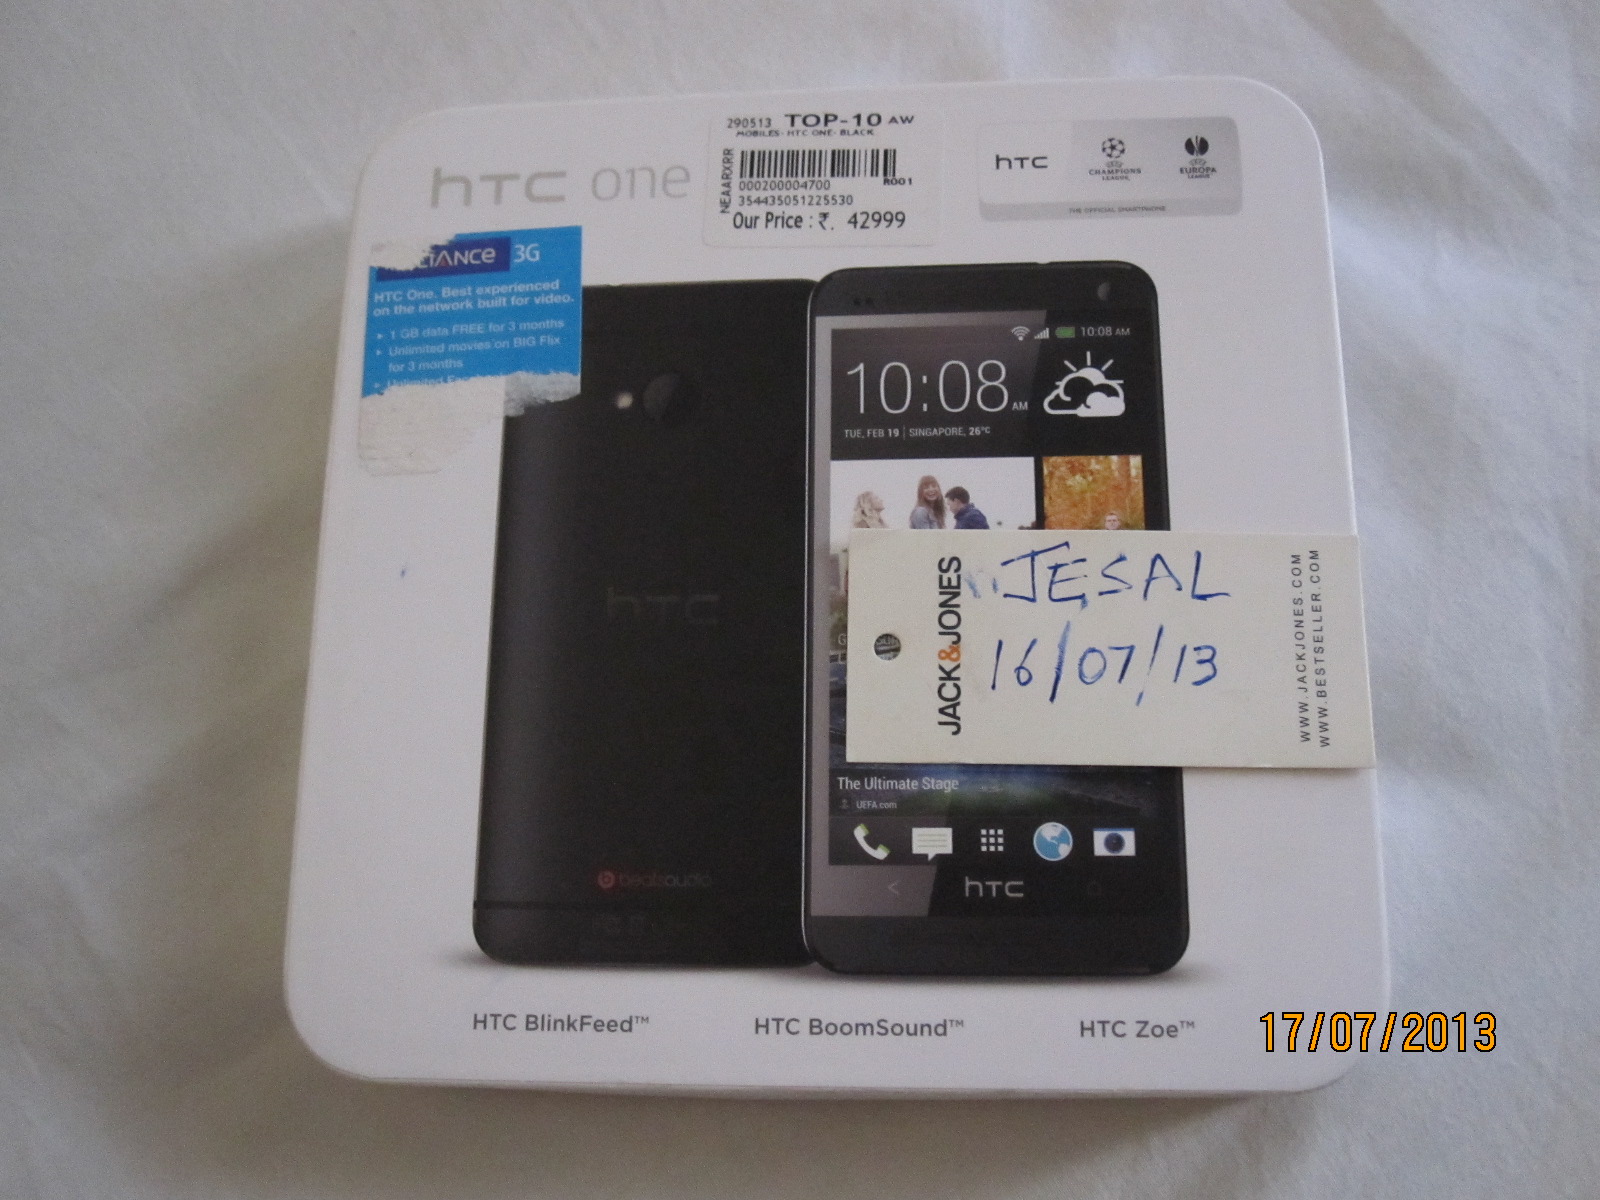 hTC one
290513 TOP-10 AW
MOBILES- HTC ONE- BLACK
NEAARXRR
000200004700 R001
354435051225530
Our Price : ₹. 42999
hTC
CHAMPIONS
LEAGUE
EUROPA
LEAGUE
THE OFFICIAL SMARTPHONE
3G
HTC One. Best experienced
on the network built for video.
▸ 1 GB data FREE for 3 months
▸ Unlimited movies on BIG Flix
for 3 months
▸ Unlimited
10:08 AM
10:08 AM
TUE, FEB 19 | SINGAPORE, 26°C
hTC
beatsaudio
JACK&JONES
JESAL
16/07/13
WWW.JACKJONES.COM
WWW.BESTSELLER.COM
The Ultimate Stage
UEFA.com
hTC
HTC BlinkFeed™
HTC BoomSound™
HTC Zoe™
17/07/2013